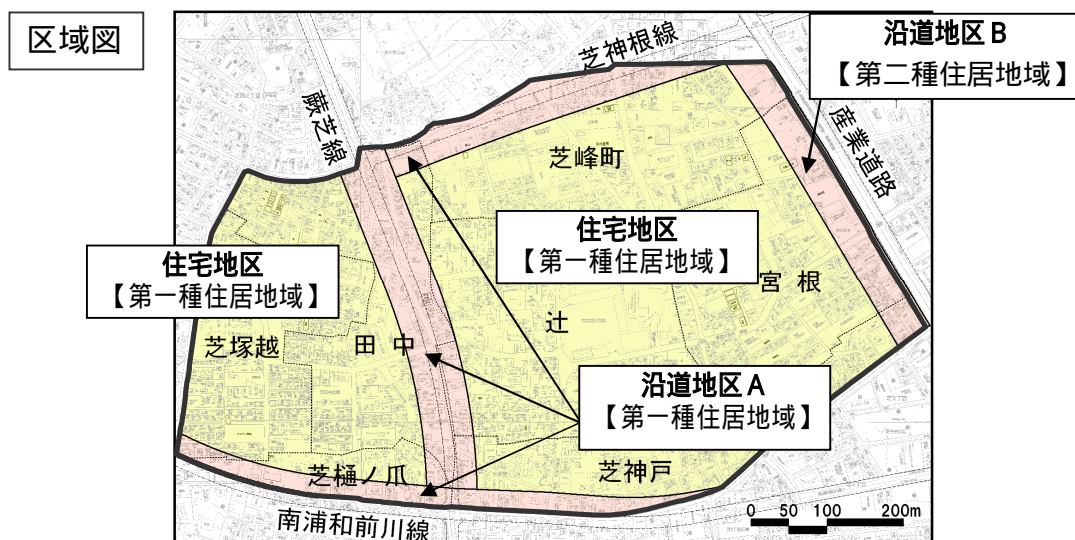 区域図
芝神根線
沿道地区B
【第二種住居地域】
蕨芝線
産業道路
芝峰町
住宅地区
【第一種住居地域】
住宅地区
【第一種住居地域】
宮根
辻
芝塚越
田中
沿道地区A
【第一種住居地域】
芝樋ノ爪
芝神戸
南浦和前川線
0 50 100 200m